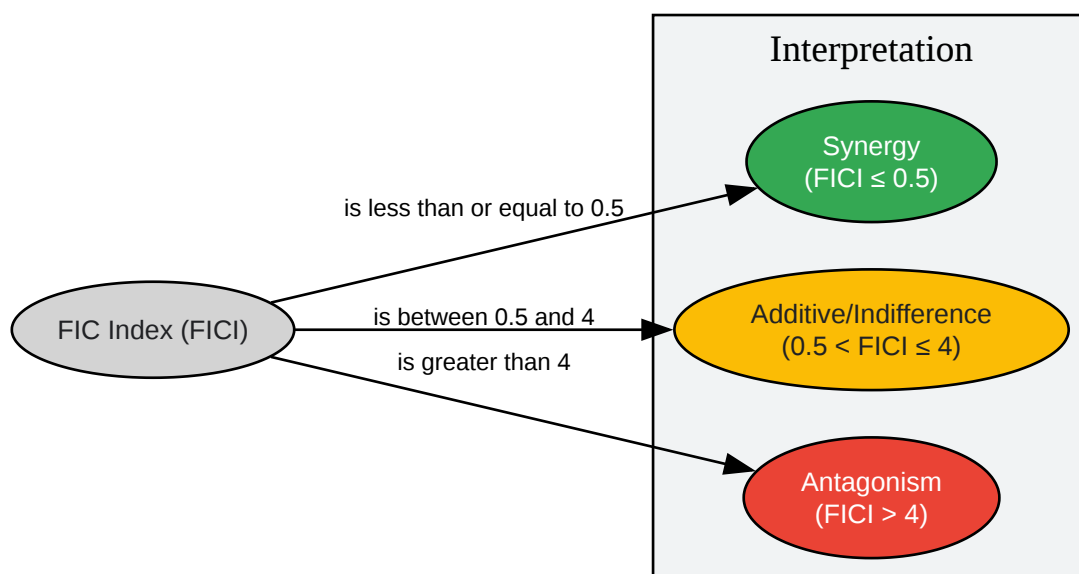 Interpretation
Synergy
(FICI ≤ 0.5)
is less than or equal to 0.5
FIC Index (FICI)
is between 0.5 and 4
Additive/Indifference
(0.5 < FICI ≤ 4)
is greater than 4
Antagonism
(FICI > 4)